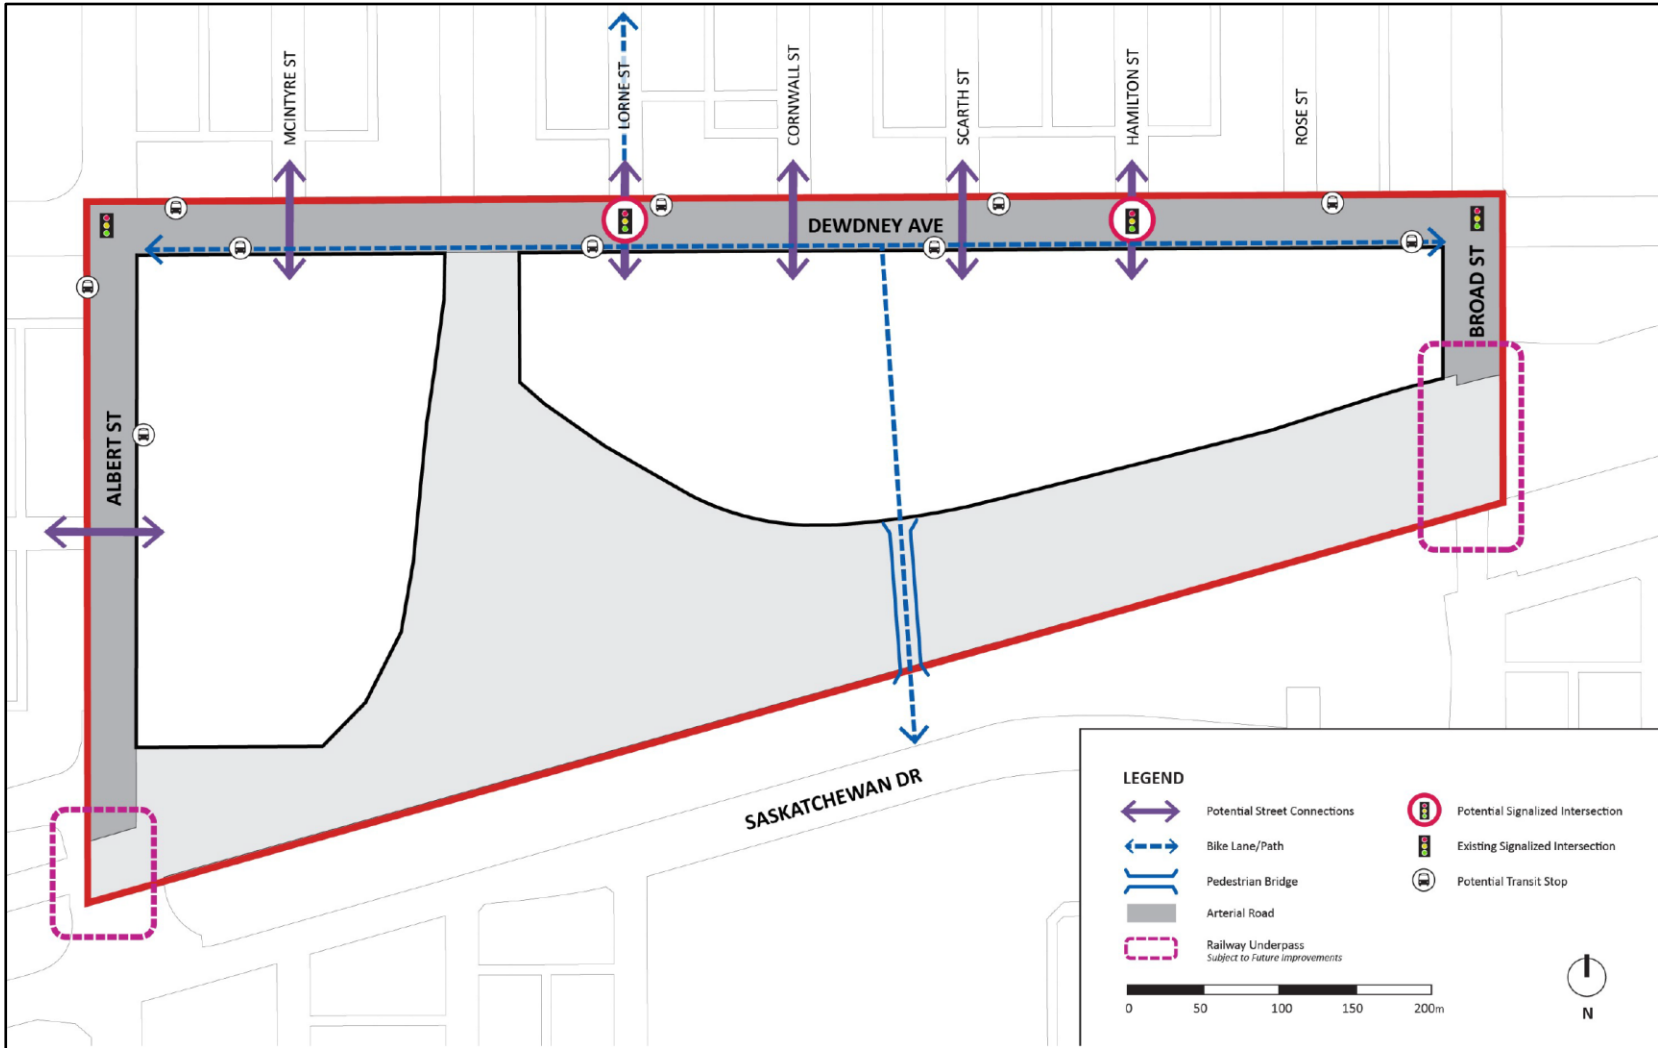 MCINTYRE ST
LORNE ST
CORNWALL ST
SCARTH ST
HAMILTON ST
ROSE ST
DEWDNEY AVE
BROAD ST
ALBERT ST
SASKATCHEWAN DR
LEGEND
Potential Street Connections
Bike Lane/Path
Pedestrian Bridge
Arterial Road
Railway Underpass
Subject to Future Improvements
Potential Signalized Intersection
Existing Signalized Intersection
Potential Transit Stop
0 50 100 150 200m
N